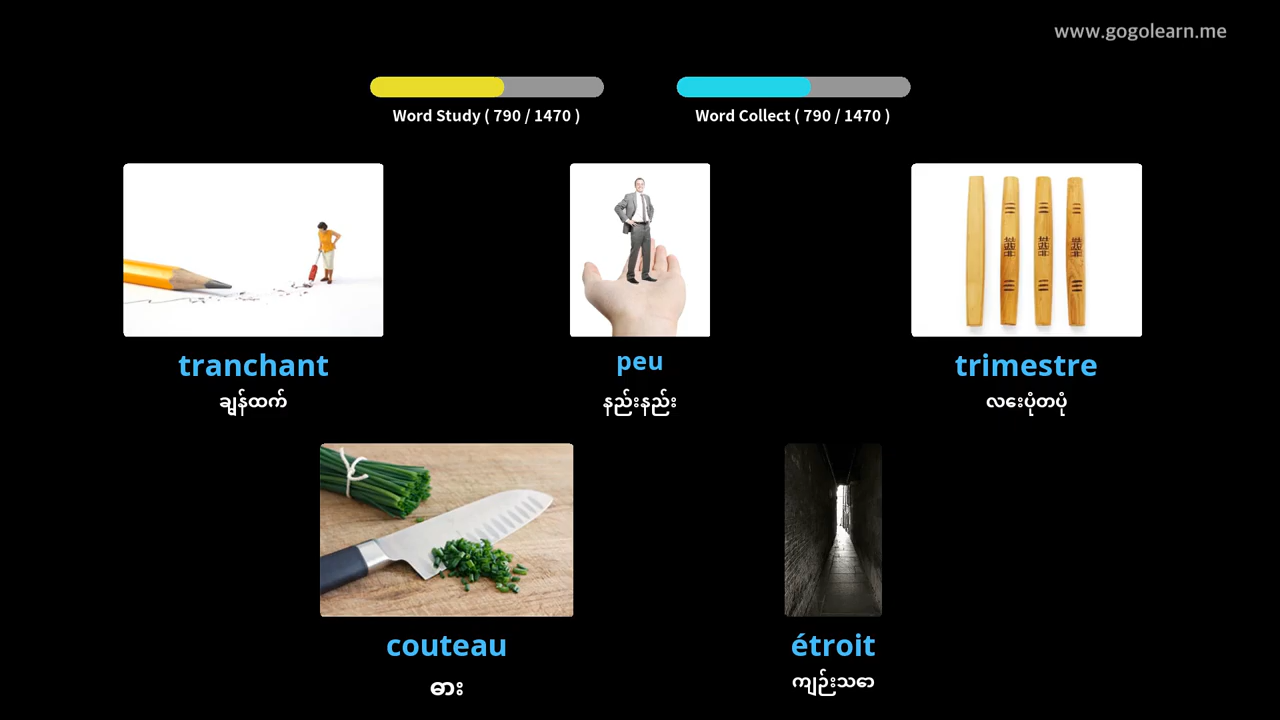 www.gogolearn.me
Word Study ( 790 / 1470 )
Word Collect ( 790 / 1470 )
tranchant
ချွန်ထက်
peu
နည်းနည်း
trimestre
လေးပုံတပုံ
couteau
ဓား
étroit
ကျဉ်းသော